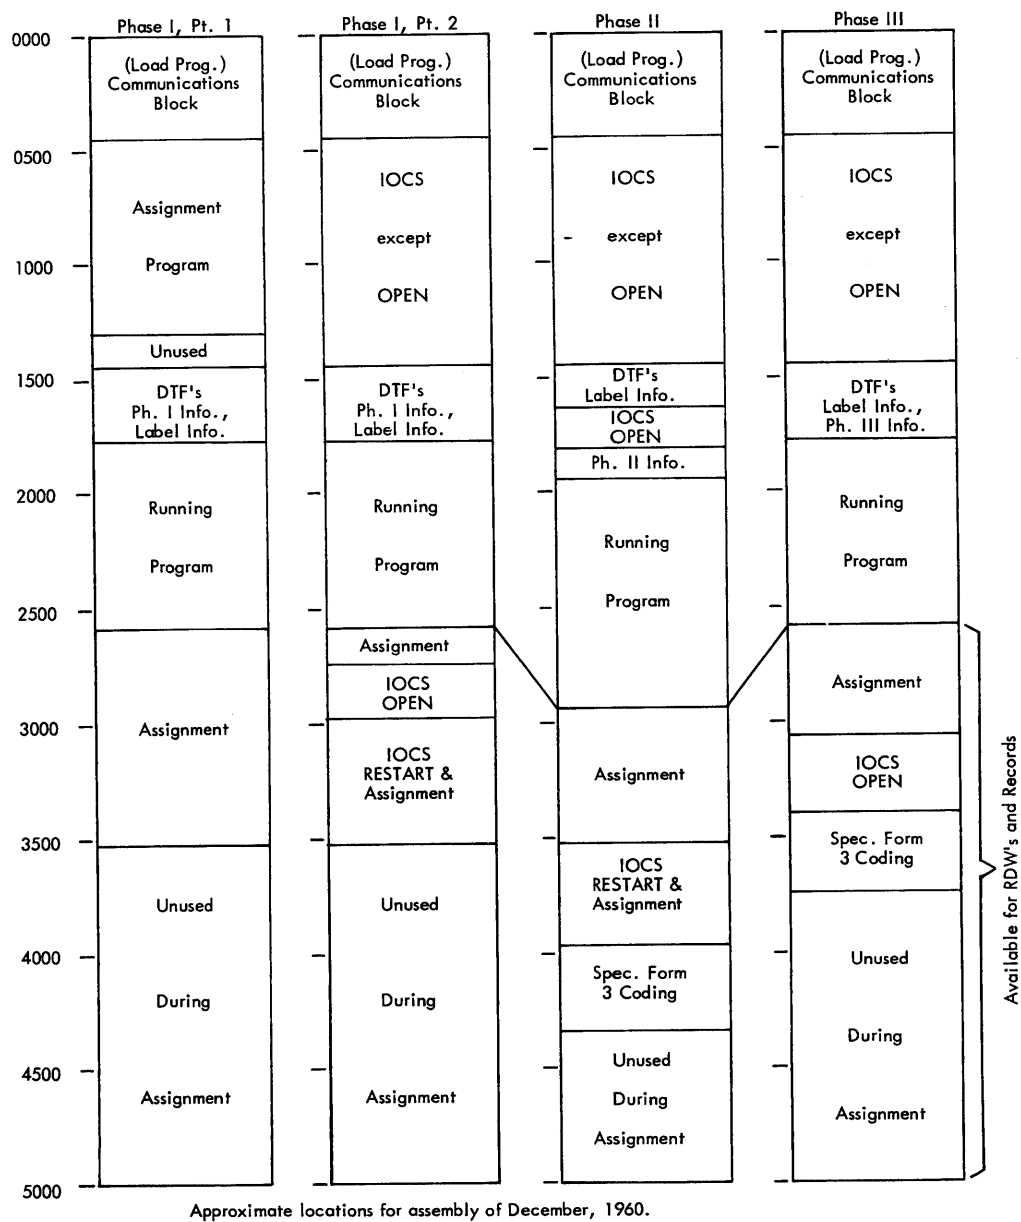 Phase I, Pt. 1
Phase I, Pt. 2
Phase II
Phase III
0000
0500
1000
1500
2000
2500
3000
3500
4000
4500
5000
(Load Prog.)
Communications
Block
Assignment
Program
Unused
DTF's
Ph. I Info.,
Label Info.
Running
Program
Assignment
Unused
During
Assignment
(Load Prog.)
Communications
Block
IOCS
except
OPEN
DTF's
Ph. I Info.,
Label Info.
Running
Program
Assignment
IOCS
OPEN
IOCS
RESTART &
Assignment
Unused
During
Assignment
(Load Prog.)
Communications
Block
IOCS
except
OPEN
DTF's
Label Info.
IOCS
OPEN
Ph. II Info.
Running
Program
Assignment
IOCS
RESTART &
Assignment
Spec. Form
3 Coding
Unused
During
Assignment
(Load Prog.)
Communications
Block
IOCS
except
OPEN
DTF's
Label Info.,
Ph. III Info.
Running
Program
Assignment
IOCS
OPEN
Spec. Form
3 Coding
Unused
During
Assignment
Available for RDW's and Records
Approximate locations for assembly of December, 1960.